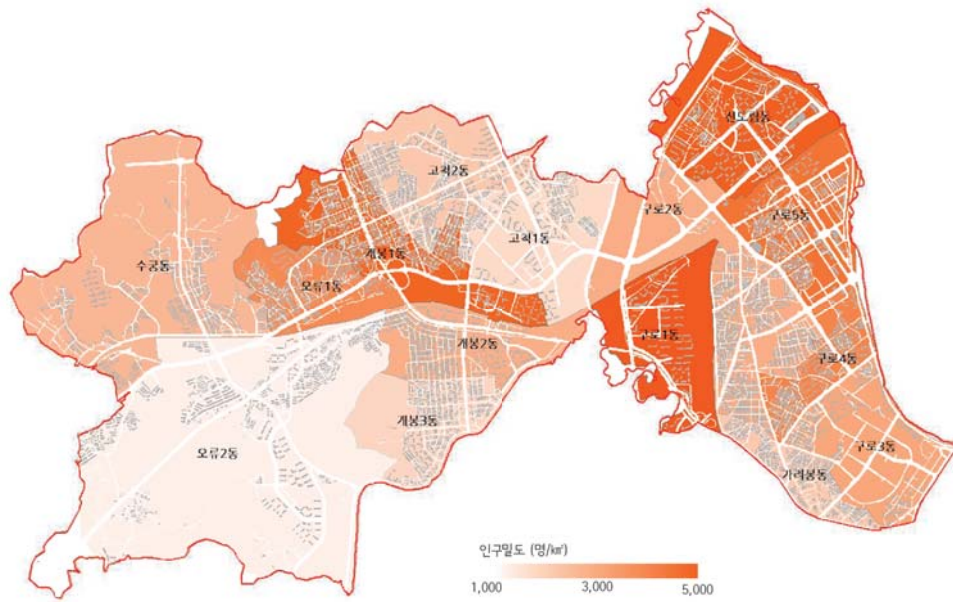 신도림동
고척2동
구로2동
구로5동
고척1동
개봉1동
수궁동
오류1동
구로1동
개봉2동
구로4동
개봉3동
구로3동
오류2동
가리봉동
인구밀도 (명/㎢)
1,000
3,000
5,000